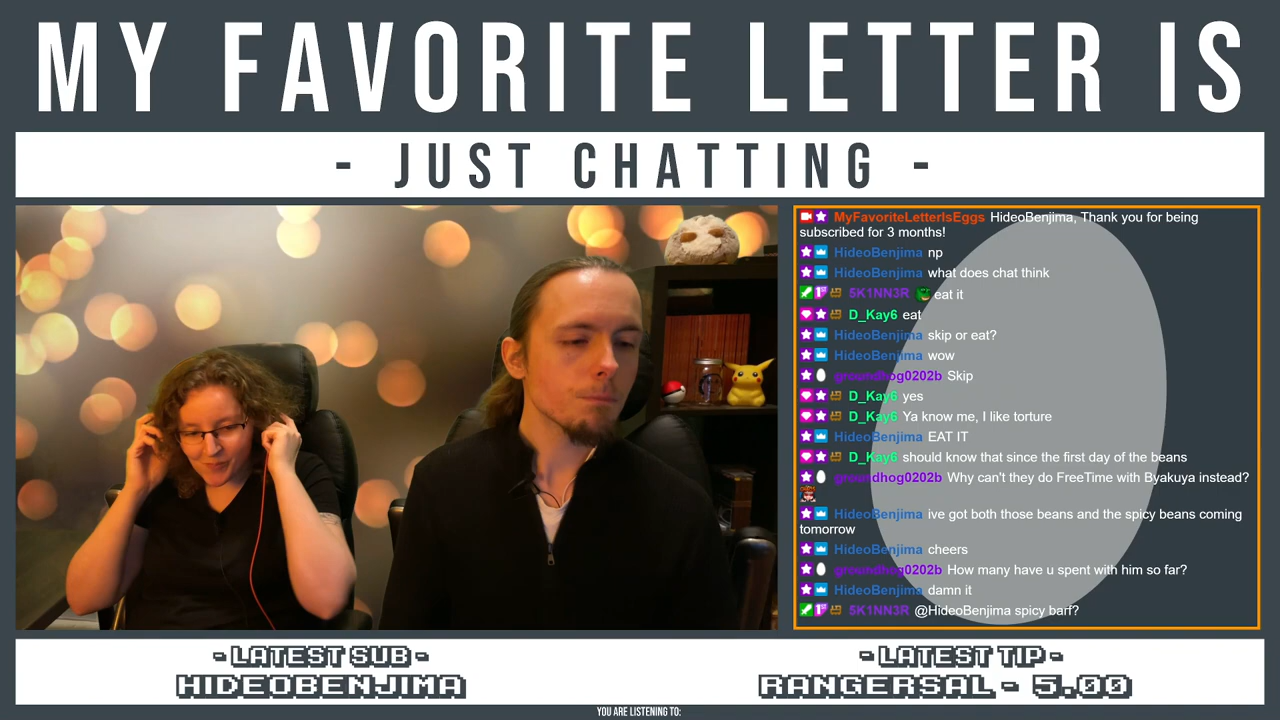 MY FAVORITE LETTER IS
- JUST CHATTING -
MyFavoriteLetterIsEggs HideoBenjima, Thank you for being
subscribed for 3 months!
HideoBenjima np
HideoBenjima what does chat think
5K1NN3R eat it
D_Kay6 eat
HideoBenjima skip or eat?
HideoBenjima wow
groundhog0202b Skip
D_Kay6 yes
D_Kay6 Ya know me, I like torture
HideoBenjima EAT IT
D_Kay6 should know that since the first day of the beans
groundhog0202b Why can't they do FreeTime with Byakuya instead?
HideoBenjima ive got both those beans and the spicy beans coming
tomorrow
HideoBenjima cheers
groundhog0202b How many have u spent with him so far?
HideoBenjima damn it
5K1NN3R @HideoBenjima spicy barf?
- LATEST SUB -
HIDEOBENJIMA
- LATEST TIP -
RANGERSAL - 5.00
YOU ARE LISTENING TO: